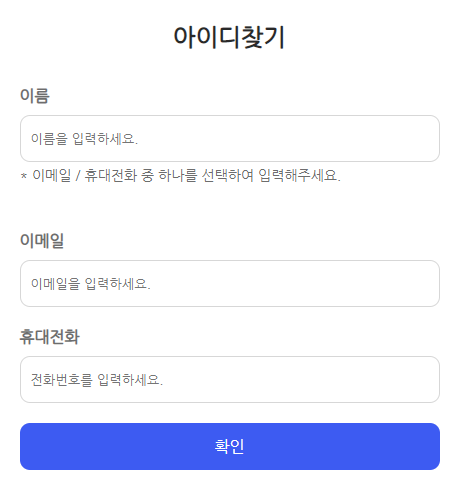 아이디찾기
이름
이름을 입력하세요.
* 이메일 / 휴대전화 중 하나를 선택하여 입력해주세요.
이메일
이메일을 입력하세요.
휴대전화
전화번호를 입력하세요.
확인